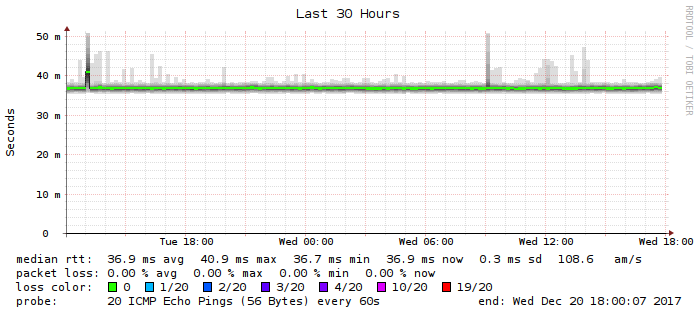 Last 30 Hours
RRDTOOL / TOBI OETIKER
Seconds
50 m
40 m
30 m
20 m
10 m
0
Tue 18:00 Wed 00:00 Wed 06:00 Wed 12:00 Wed 18:00
median rtt: 36.9 ms avg 40.9 ms max 36.7 ms min 36.9 ms now 0.3 ms sd 108.6 am/s
packet loss: 0.00 % avg 0.00 % max 0.00 % min 0.00 % now
loss color: 0 1/20 2/20 3/20 4/20 10/20 19/20
probe: 20 ICMP Echo Pings (56 Bytes) every 60s end: Wed Dec 20 18:00:07 2017